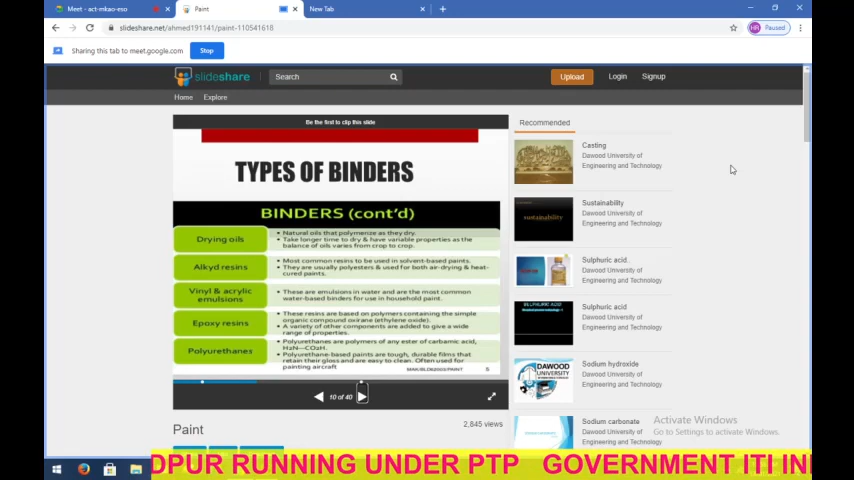 Meet - act-mkao-eso
Paint
New Tab
slideshare.net/ahmed191141/paint-110541618
Paused
Sharing this tab to meet.google.com
Stop
slideshare
Search
Upload
Login
Signup
Home
Explore
Be the first to clip this slide
TYPES OF BINDERS
BINDERS (cont'd)
Drying oils
• Natural oils that polymerize as they dry.
• Take longer time to dry & have variable properties as the
balance of oils varies from crop to crop.
Alkyd resins
• Most common resins to be used in solvent-based paints.
• They are usually polyesters & used for both air-drying & heat-
cured paints.
Vinyl & acrylic
emulsions
• These are emulsions in water and are the most common
water-based binders for use in household paint.
Epoxy resins
• These resins are based on polymers containing the simple
organic compound oxirane (ethylene oxide).
• A variety of other components are added to give a wide
range of properties.
Polyurethanes
• Polyurethanes are polymers of any ester of carbamic acid,
H2N—CO2H.
• Polyurethane-based paints are tough, durable films that
retain their gloss and are easy to clean. Often used for
painting aircraft
10 of 40
2,845 views
Paint
Recommended
Casting
Dawood University of
Engineering and Technology
Sustainability
Dawood University of
Engineering and Technology
sustainability
Sulphuric acid.
Dawood University of
Engineering and Technology
Sulphuric acid
Dawood University of
Engineering and Technology
SULPHURIC ACID
Sodium hydroxide
Dawood University of
Engineering and Technology
DAWOOD
UNIVERSITY
Sodium carbonate
Dawood University of
Engineering and Technology
Activate Windows
Go to Settings to activate Windows.
DPUR RUNNING UNDER PTP GOVERNMENT ITI IN